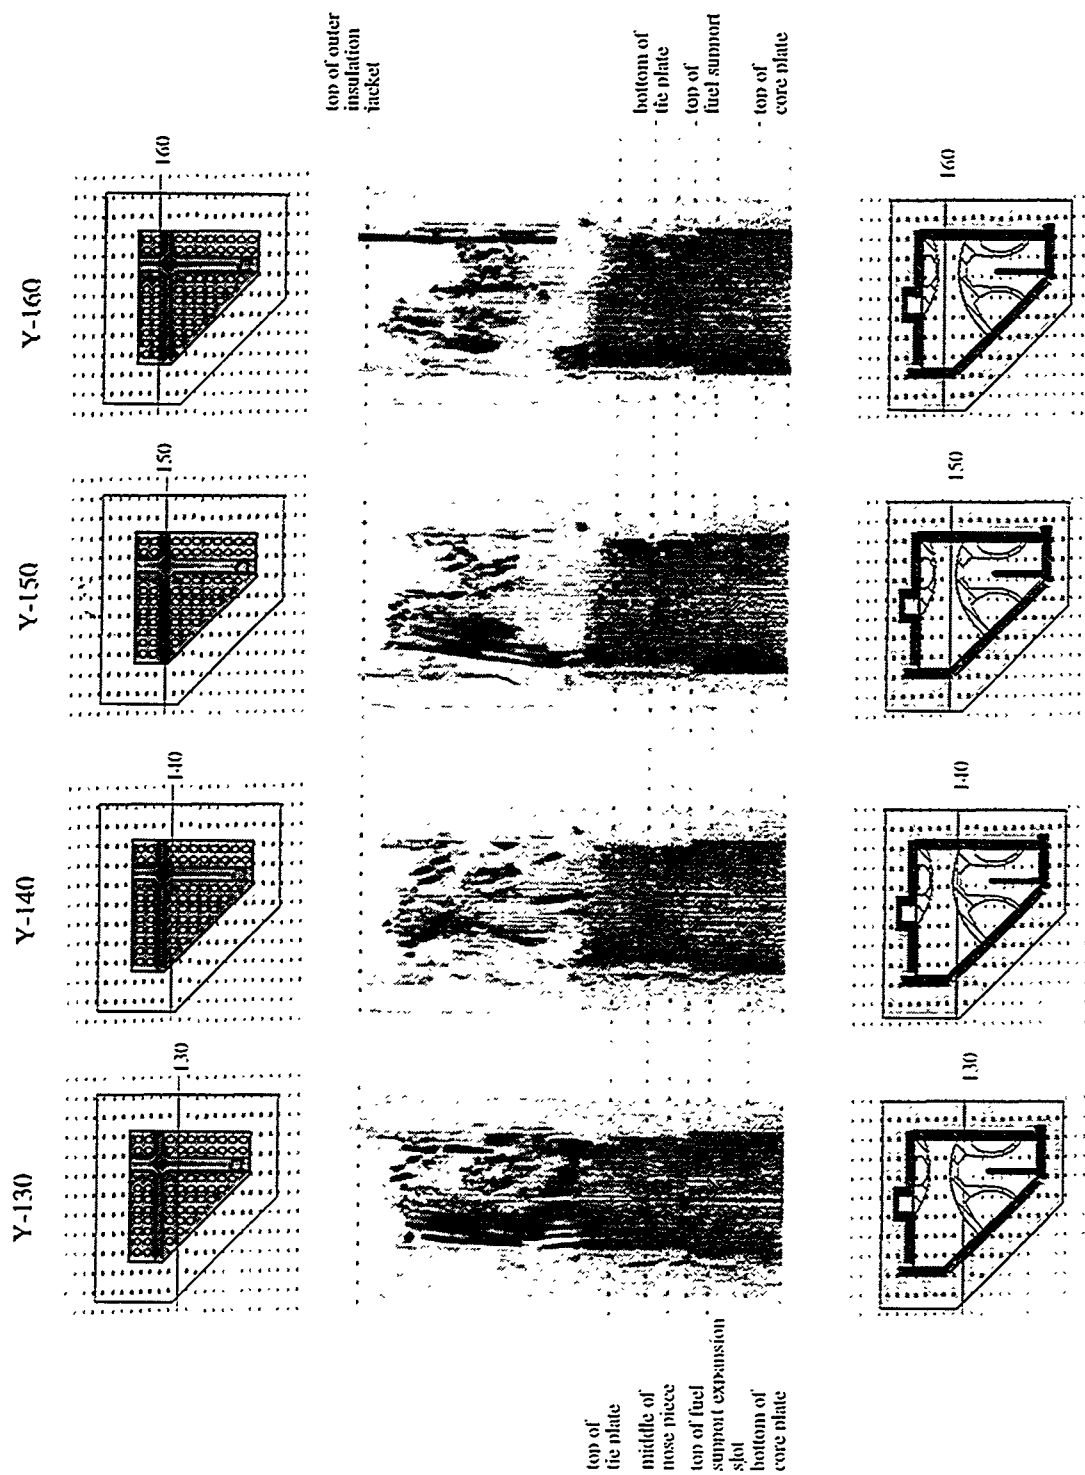 Y-130
Y-140
Y-150
Y-160
130
140
150
160
top of outer
insulation
jacket
bottom of
tie plate
top of
fuel support
top of
core plate
top of
tie plate
middle of
nose piece
top of fuel
support expansion
slot
bottom of
core plate
130
140
150
160